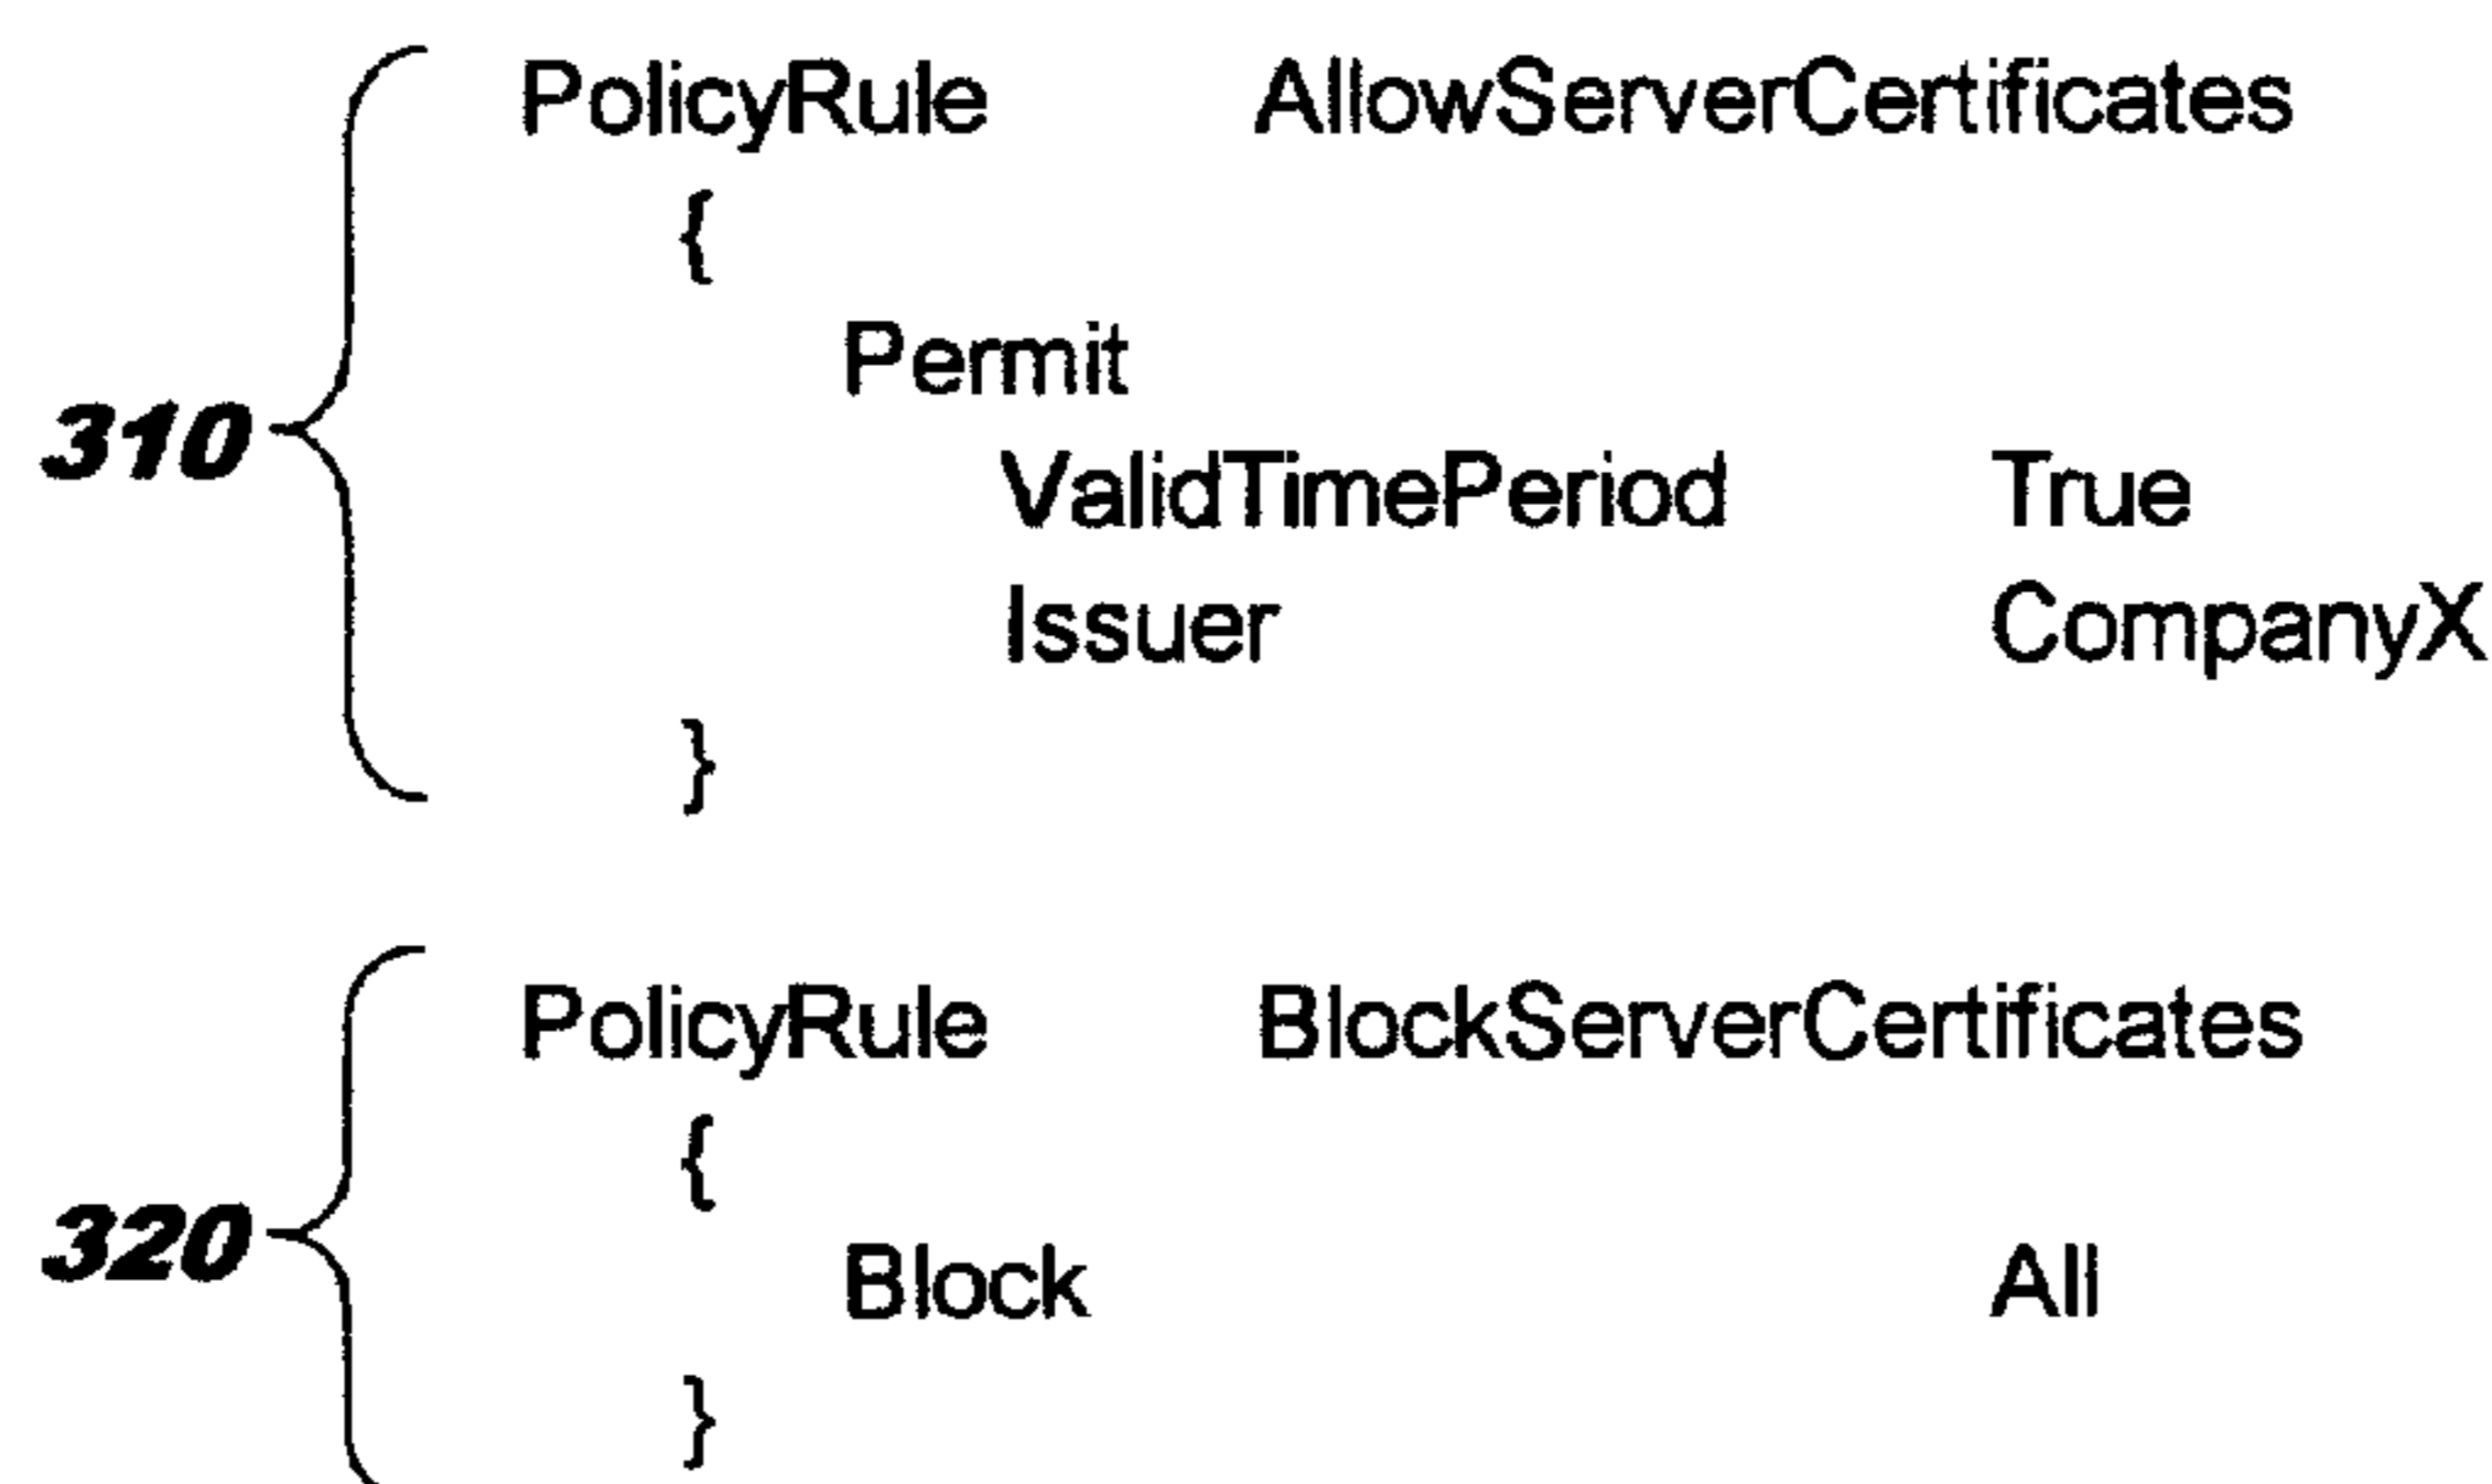 PolicyRule AllowServerCertificates
{
Permit
ValidTimePeriod True
310
Issuer CompanyX
}
PolicyRule BlockServerCertificates
{
320 Block All
}